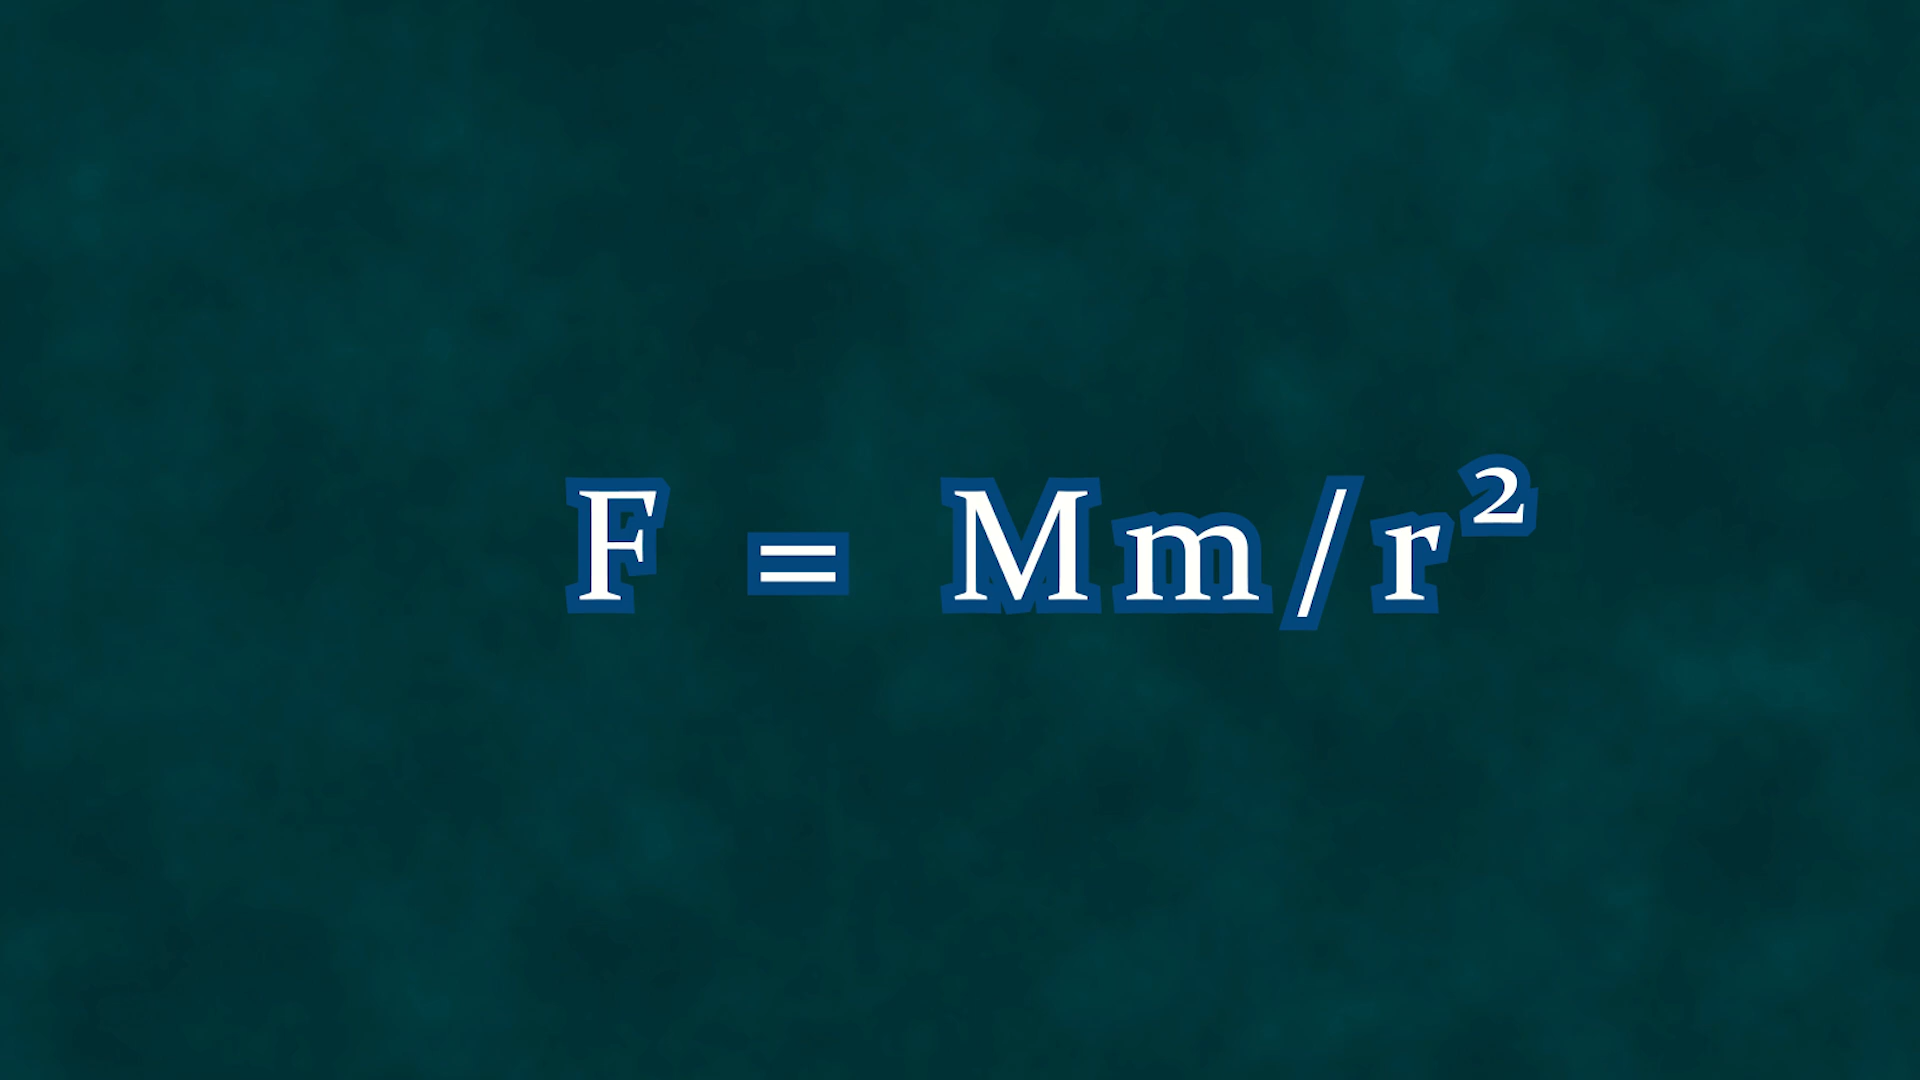 F = Mm/r²